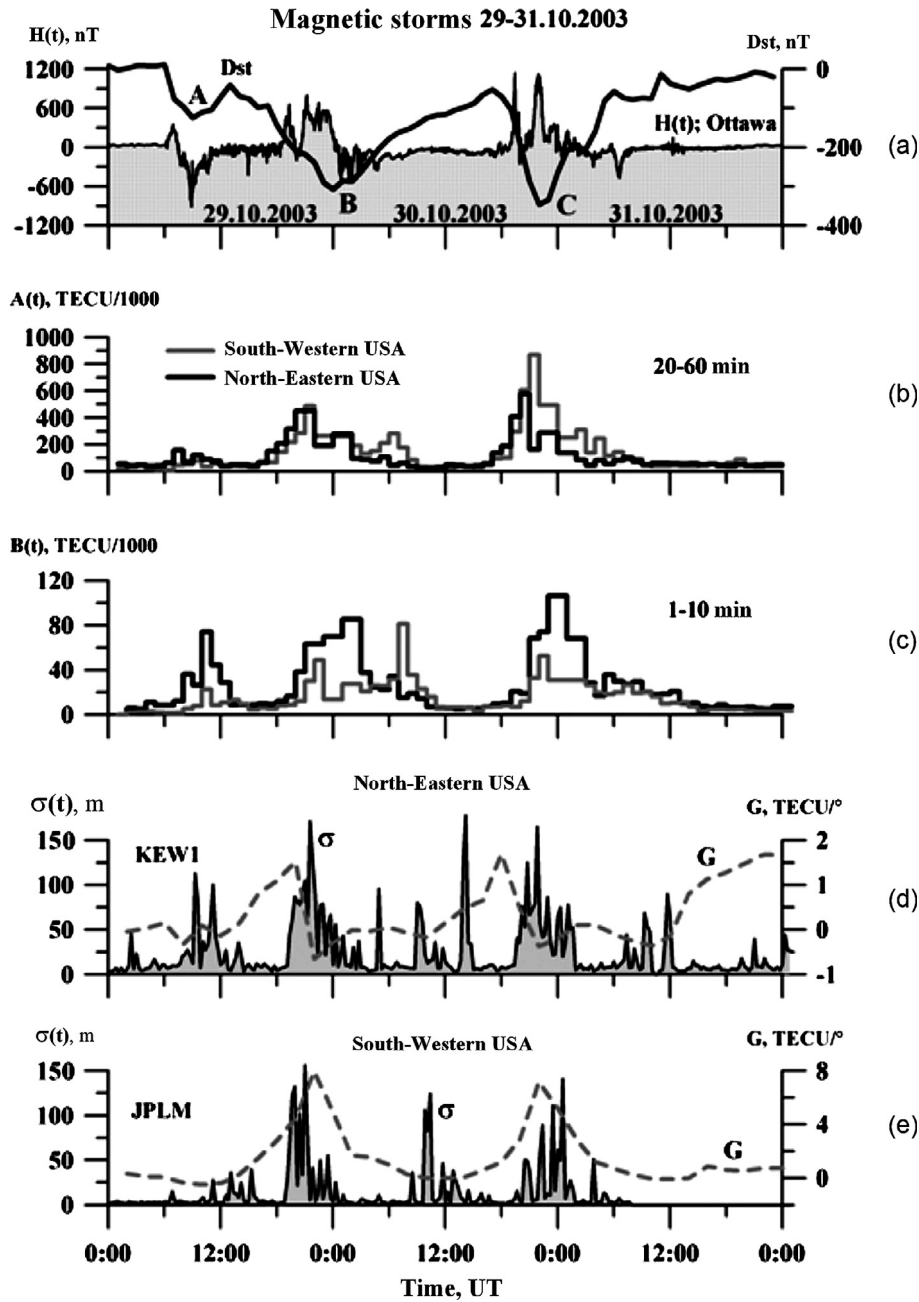 Magnetic storms 29-31.10.2003
H(t), nT
Dst, nT
1200
600
0
-600
-1200
Dst
A
B
C
H(t); Ottawa
29.10.2003
30.10.2003
31.10.2003
0
-200
-400
(a)
A(t), TECU/1000
1000
800
600
400
200
0
South-Western USA
North-Eastern USA
20-60 min
(b)
B(t), TECU/1000
120
80
40
0
1-10 min
(c)
North-Eastern USA
σ(t), m
G, TECU/°
150
100
50
0
KEW1
σ
G
2
1
0
-1
(d)
South-Western USA
σ(t), m
G, TECU/°
150
100
50
0
JPLM
σ
G
8
4
0
(e)
0:00 12:00 0:00 12:00 0:00 12:00 0:00
Time, UT